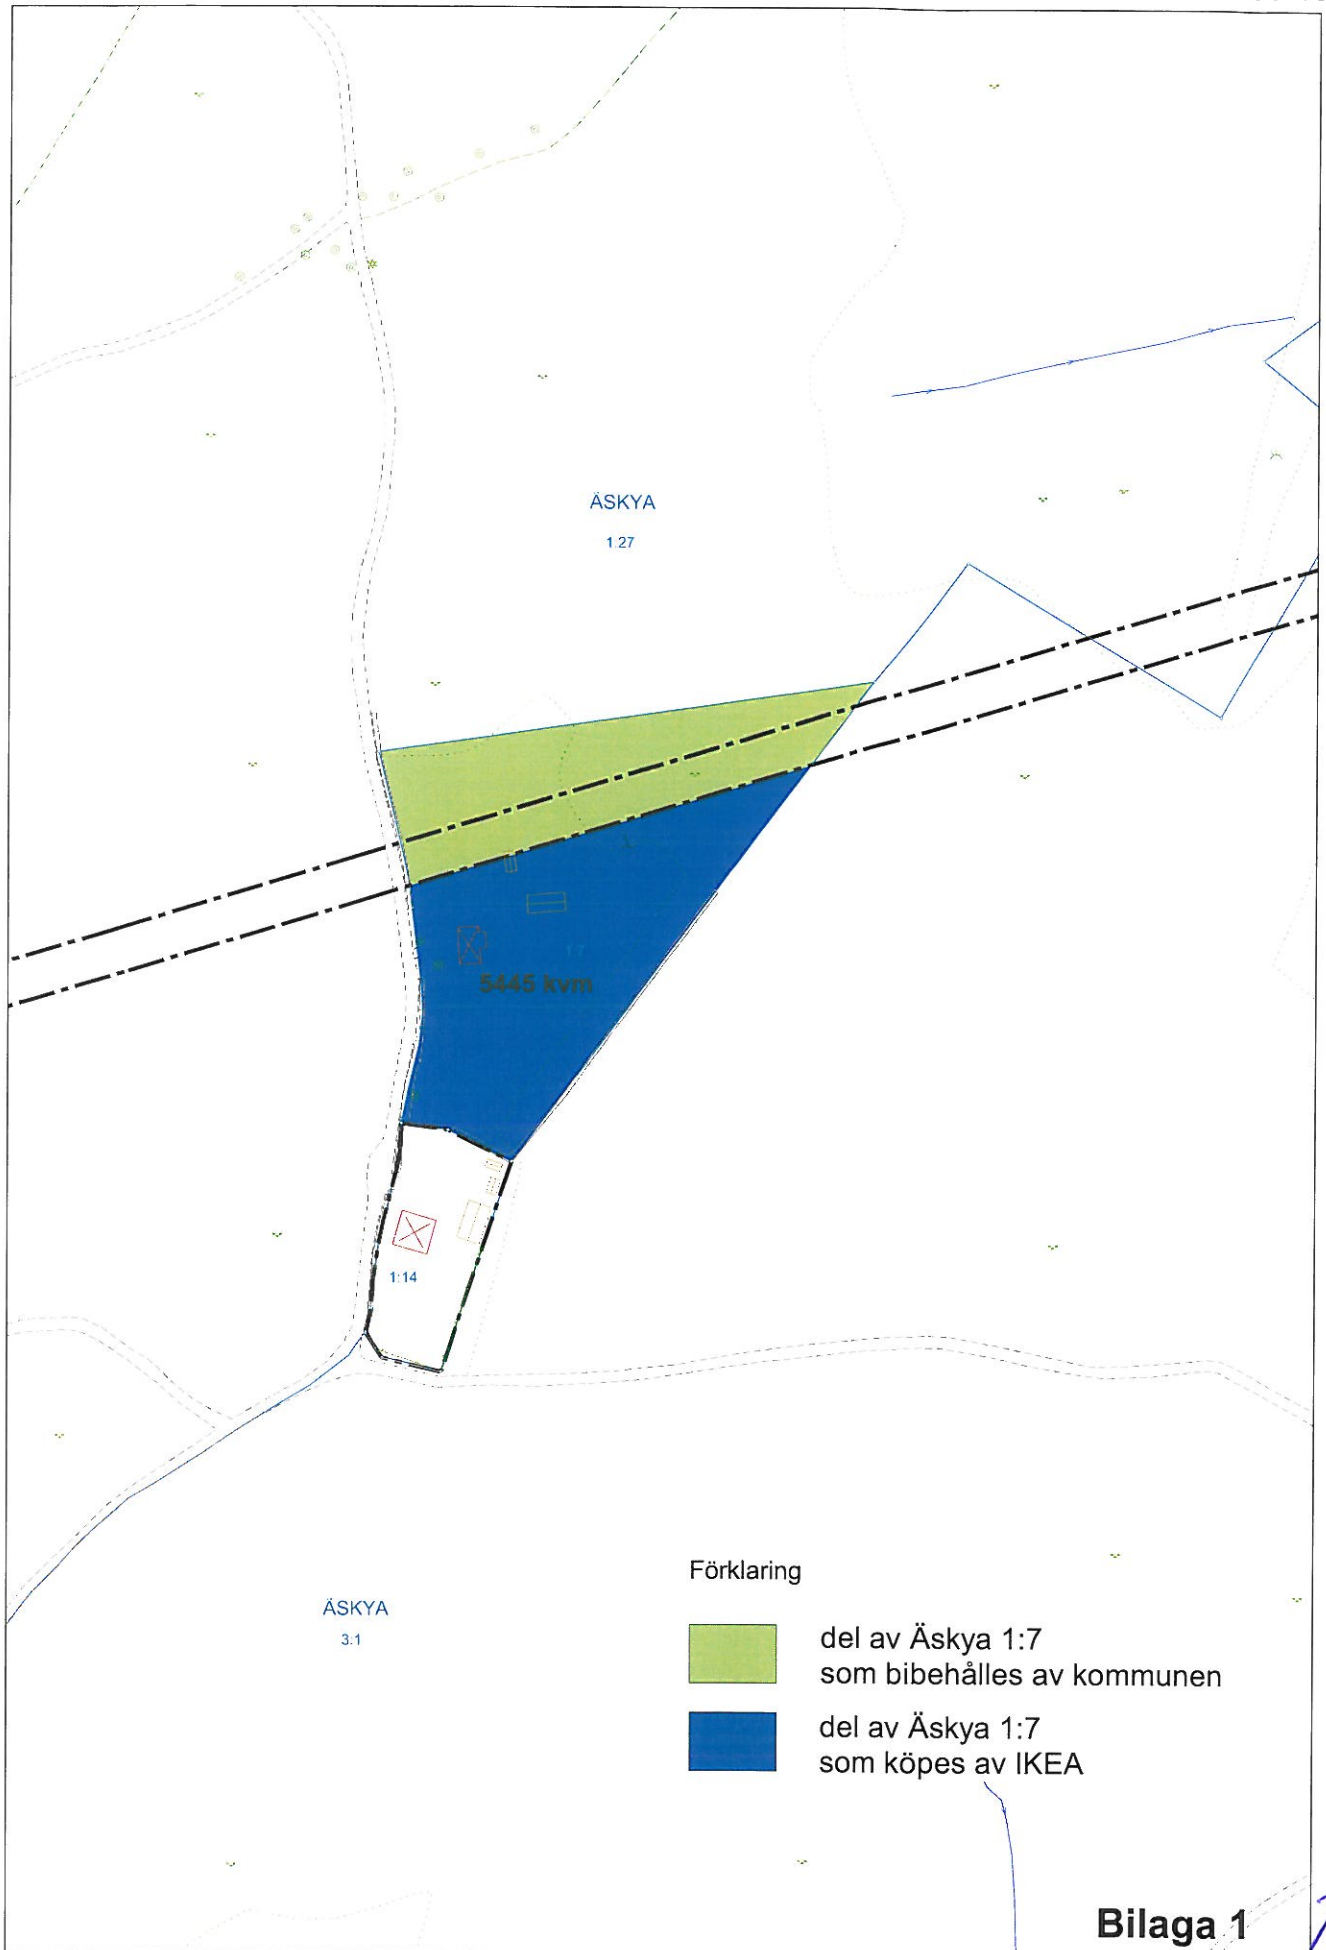 ÄSKYA
1:27
1:7
5445 kvm
1:14
ÄSKYA
3:1
Förklaring
del av Äskya 1:7
som bibehålles av kommunen
del av Äskya 1:7
som köpes av IKEA
Bilaga 1